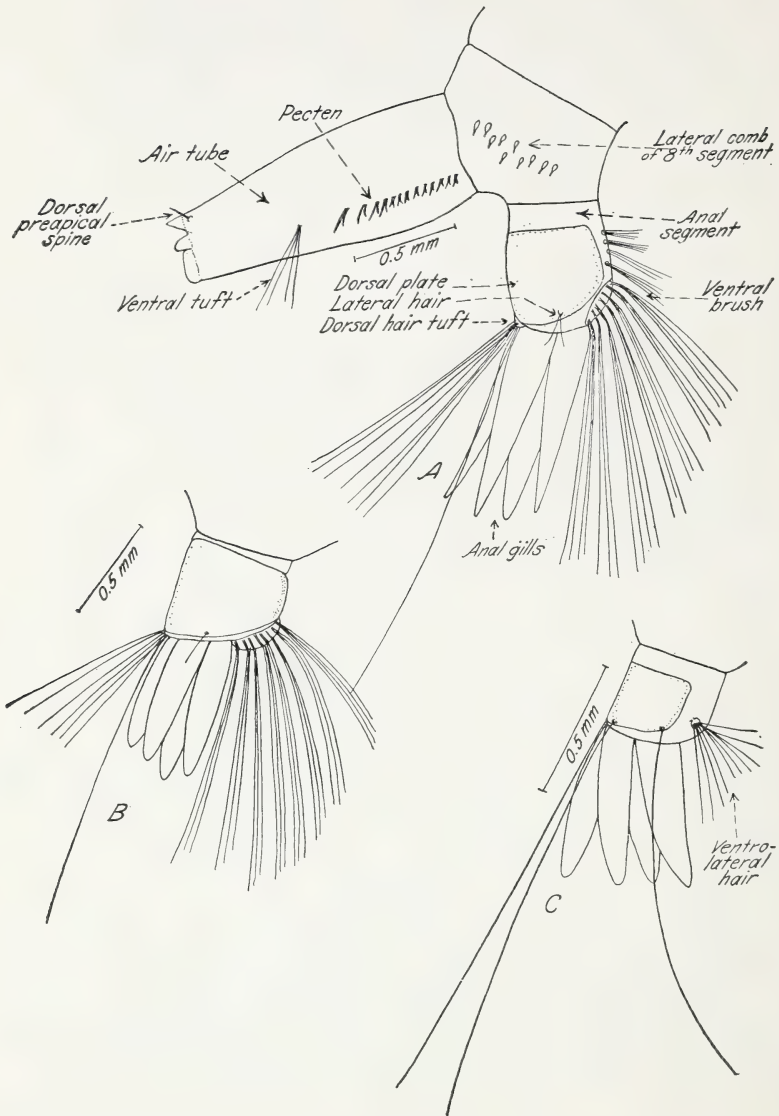 Pecten
Air tube
Dorsal
preapical
spine
Ventral tuft
0.5 mm
Lateral comb
of 8th segment
Anal
segment
Dorsal plate
Lateral hair
Dorsal hair tuft
Ventral
brush
A
Anal gills
0.5 mm
B
0.5 mm
C
Ventro-
lateral
hair